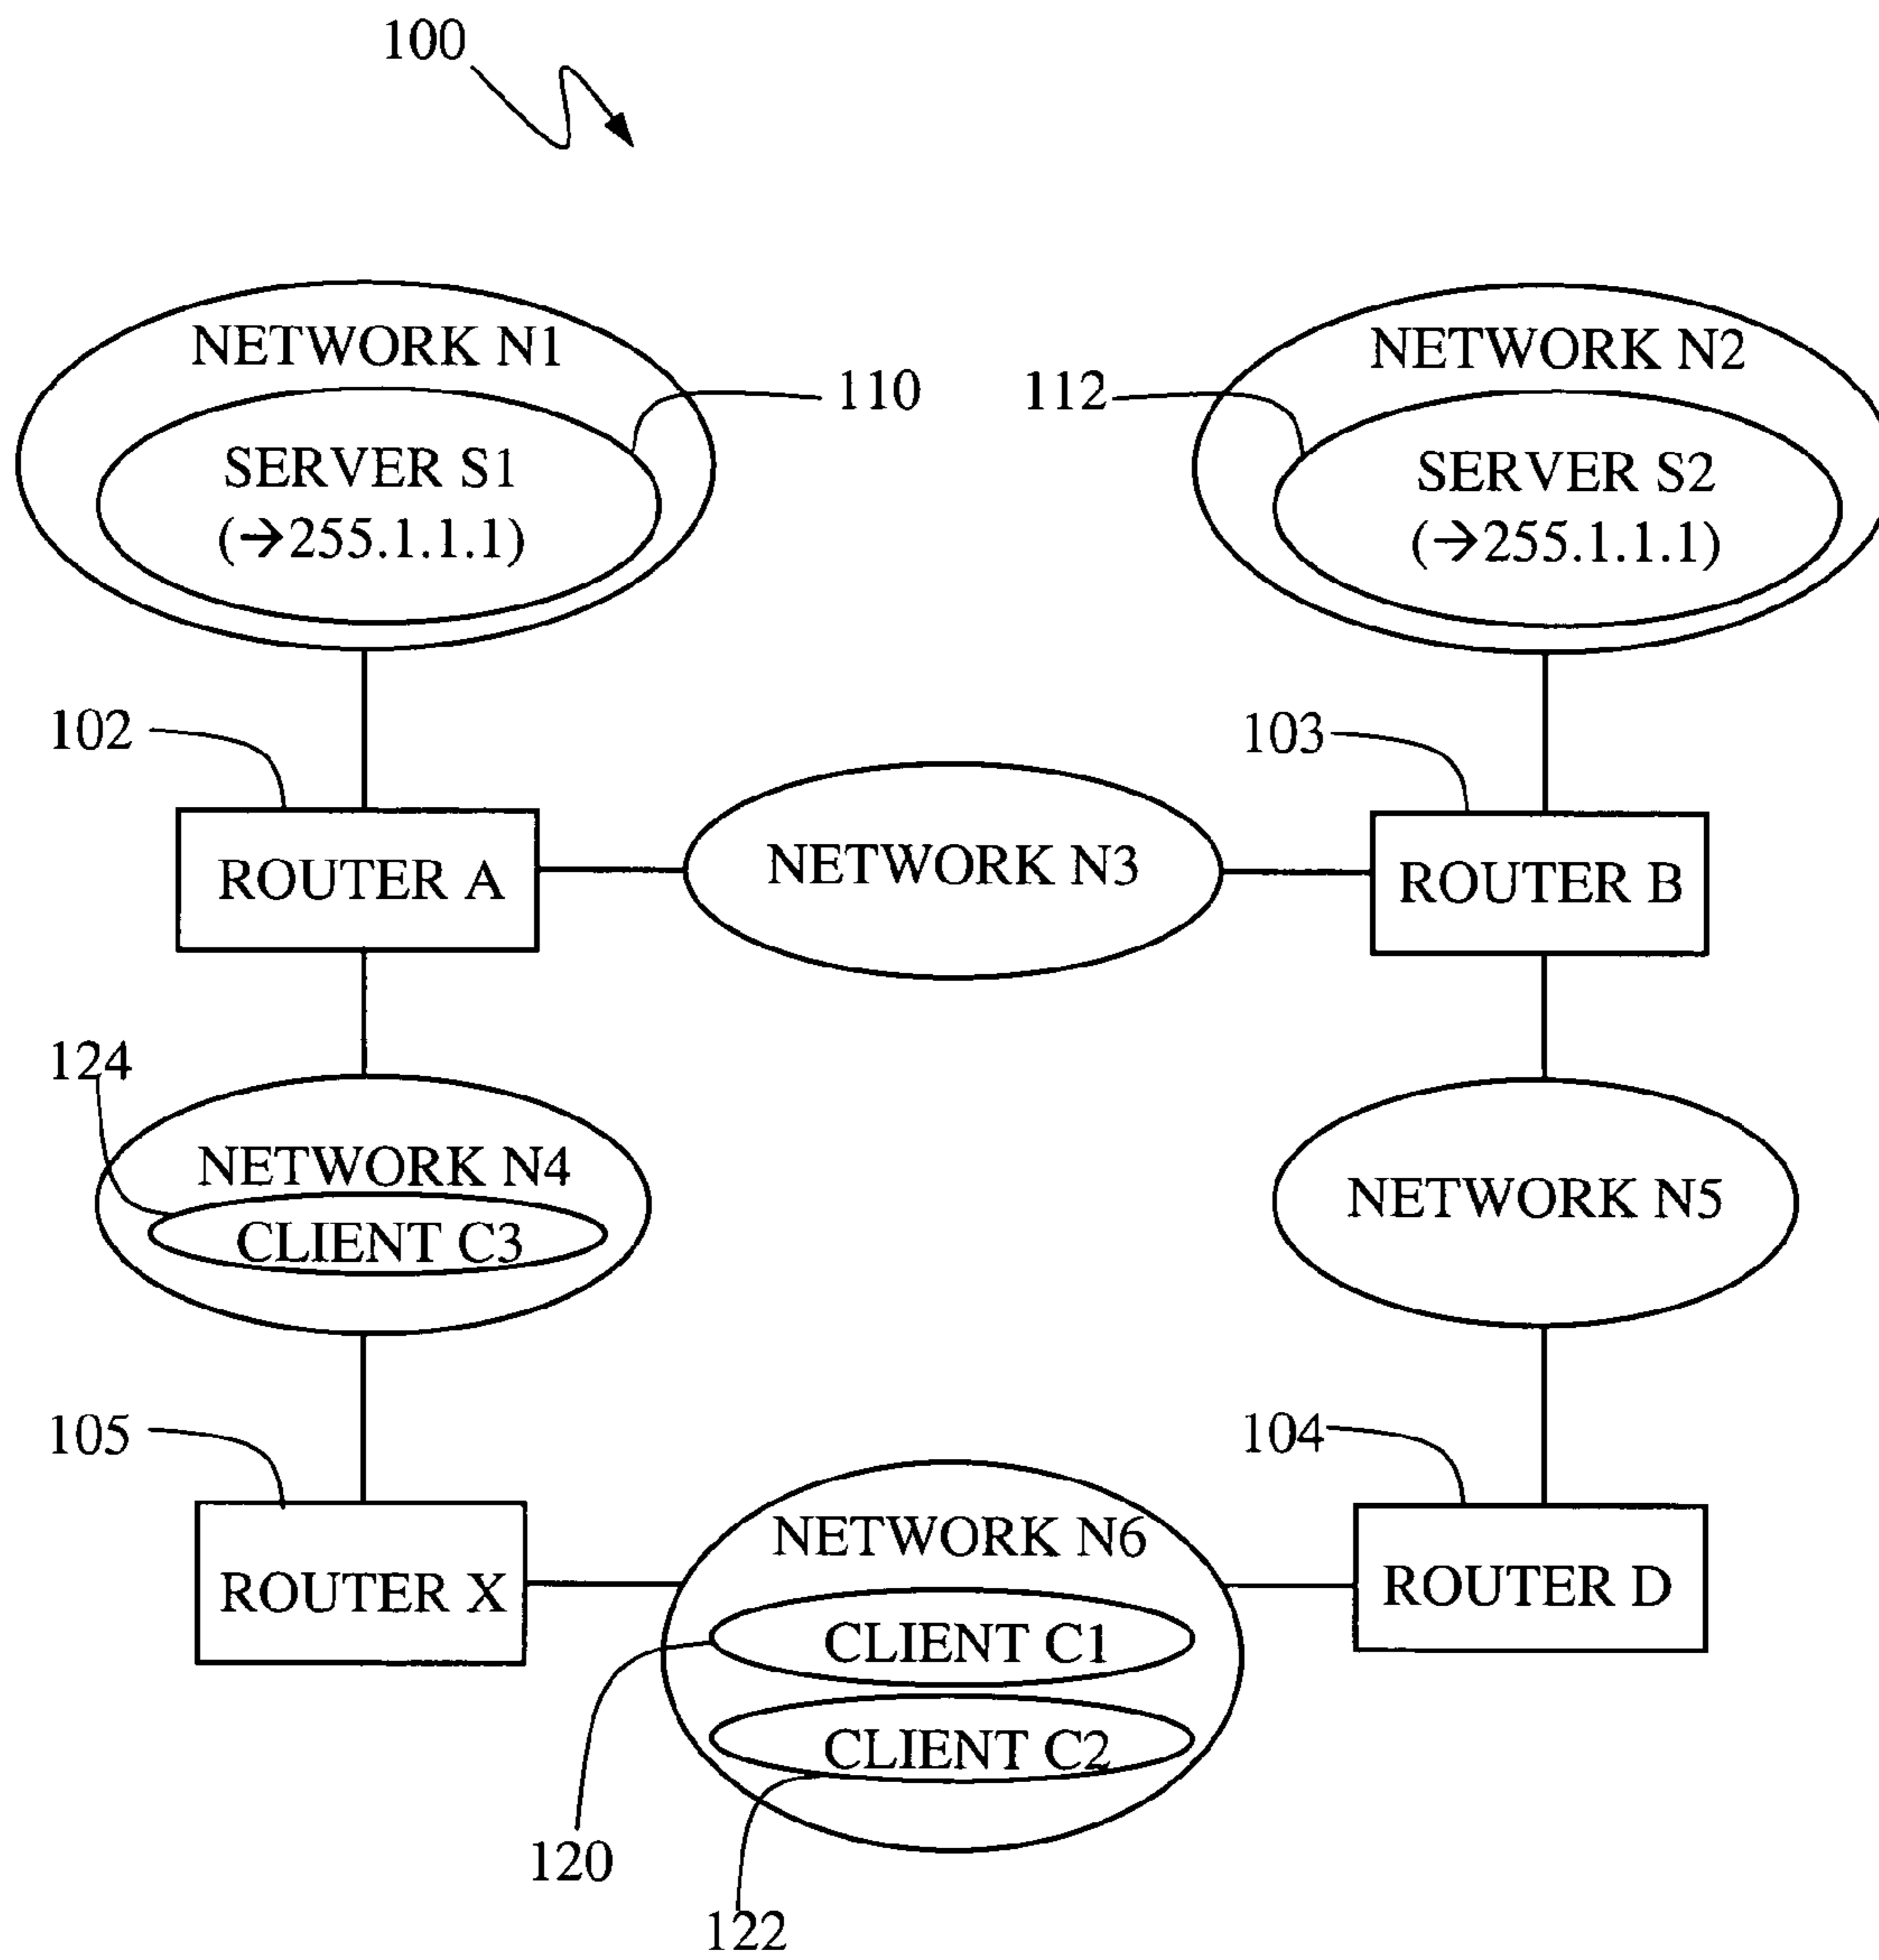 100
NETWORK N1
NETWORK N2
110
112
SERVER S1
(→255.1.1.1)
SERVER S2
(→255.1.1.1)
102
103
ROUTER A
NETWORK N3
ROUTER B
124
NETWORK N4
CLIENT C3
NETWORK N5
105
104
ROUTER X
NETWORK N6
CLIENT C1
CLIENT C2
ROUTER D
120
122